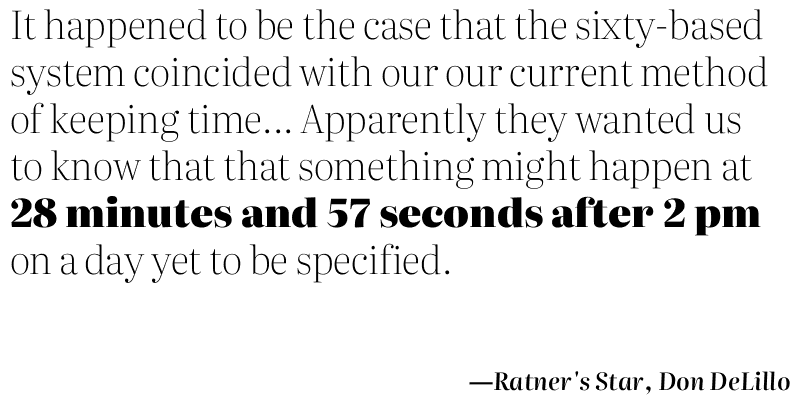 It happened to be the case that the sixty-based
system coincided with our our current method
of keeping time... Apparently they wanted us
to know that that something might happen at
28 minutes and 57 seconds after 2 pm
on a day yet to be specified.
—Ratner's Star, Don DeLillo